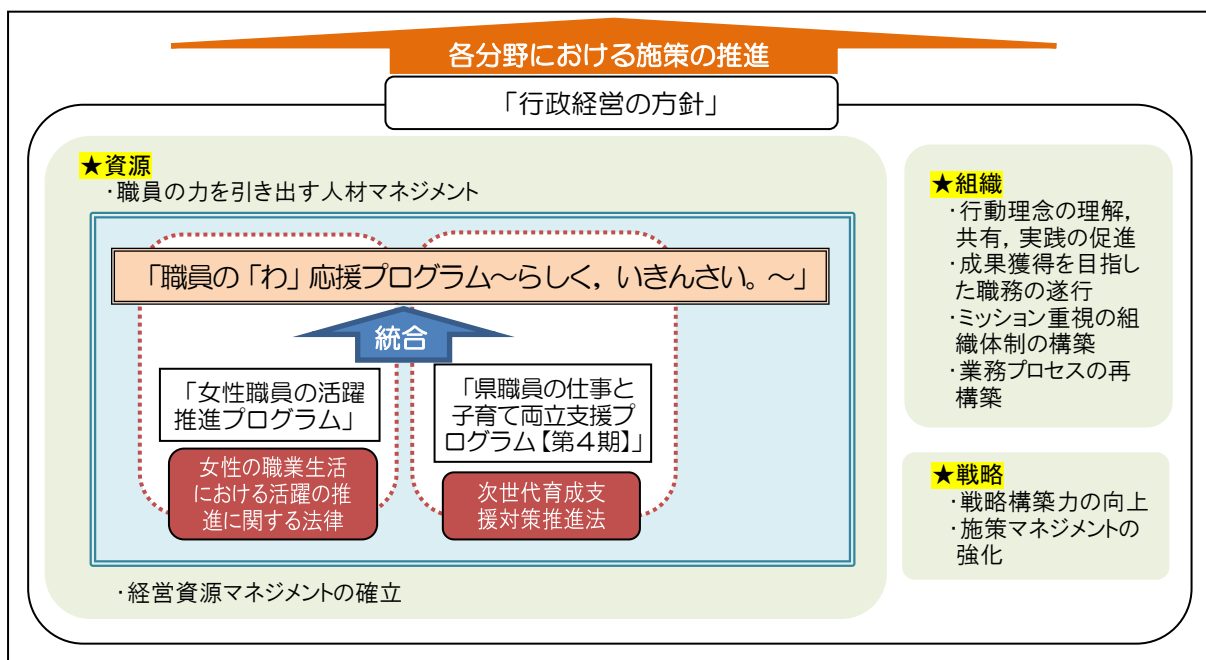 各分野における施策の推進
「行政経営の方針」
★資源
・職員の力を引き出す人材マネジメント
「職員の「わ」応援プログラム～らしく，いきんさい。～」
統合
「女性職員の活躍
推進プログラム」
「県職員の仕事と
子育て両立支援プ
ログラム【第４期】」
女性の職業生活
における活躍の推
進に関する法律
次世代育成支
援対策推進法
・経営資源マネジメントの確立
★組織
・行動理念の理解，
共有，実践の促進
・成果獲得を目指し
た職務の遂行
・ミッション重視の組
織体制の構築
・業務プロセスの再
構築
★戦略
・戦略構築力の向上
・施策マネジメントの
強化